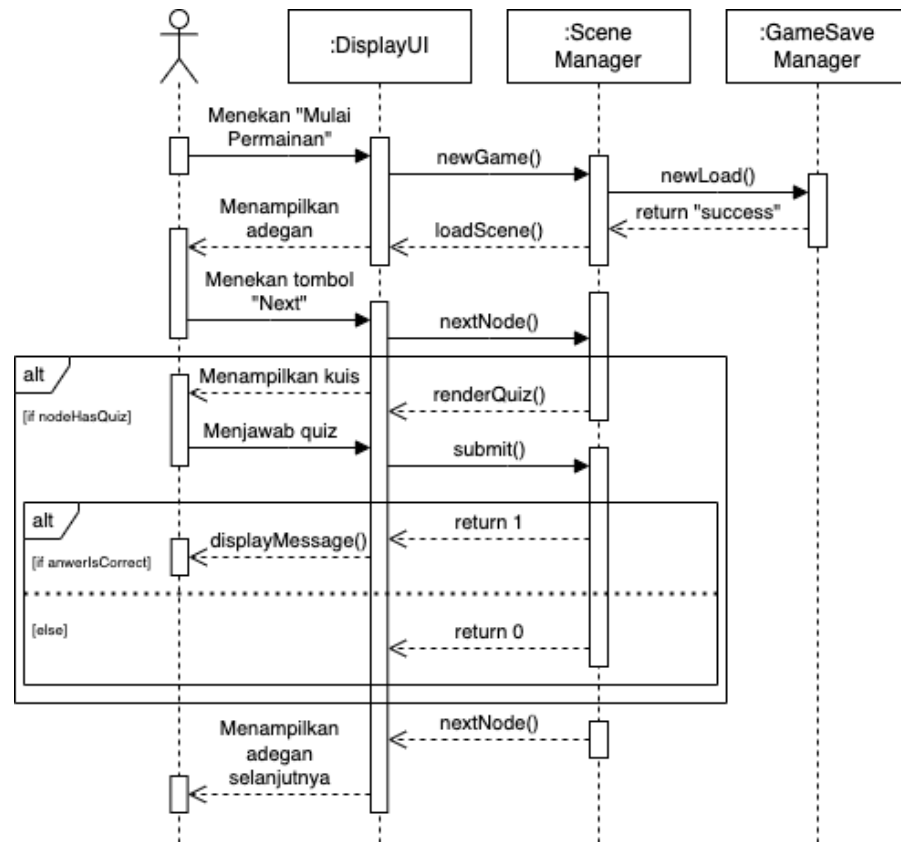 :DisplayUI
:Scene
Manager
:GameSave
Manager
Menekan "Mulai
Permainan"
newGame()
newLoad()
return "success"
Menampilkan
adegan
loadScene()
Menekan tombol
"Next"
nextNode()
alt
[if nodeHasQuiz]
Menampilkan kuis
renderQuiz()
Menjawab quiz
submit()
alt
[if anwerIsCorrect]
return 1
displayMessage()
[else]
return 0
nextNode()
Menampilkan
adegan
selanjutnya